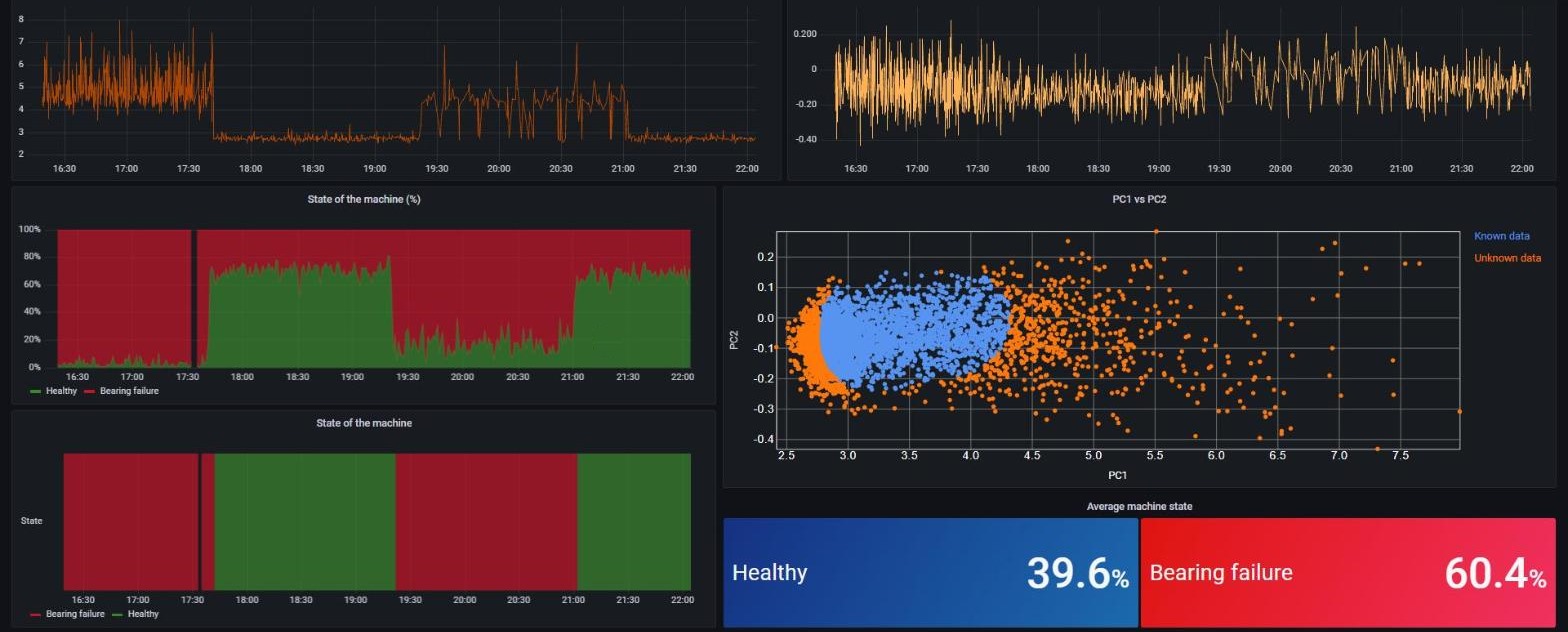 8
7
6
5
4
3
2
16:30 17:00 17:30 18:00 18:30 19:00 19:30 20:00 20:30 21:00 21:30 22:00
0.200
0
-0.20
-0.40
16:30 17:00 17:30 18:00 18:30 19:00 19:30 20:00 20:30 21:00 21:30 22:00
State of the machine (%)
100%
80%
60%
40%
20%
0%
16:30 17:00 17:30 18:00 18:30 19:00 19:30 20:00 20:30 21:00 21:30 22:00
Healthy Bearing failure
PC1 vs PC2
Known data
Unknown data
0.2
0.1
0.0
-0.1
-0.2
-0.3
-0.4
PC2
2.5 3.0 3.5 4.0 4.5 5.0 5.5 6.0 6.5 7.0 7.5
PC1
State of the machine
State
16:30 17:00 17:30 18:00 18:30 19:00 19:30 20:00 20:30 21:00 21:30 22:00
Bearing failure Healthy
Average machine state
Healthy 39.6%
Bearing failure 60.4%